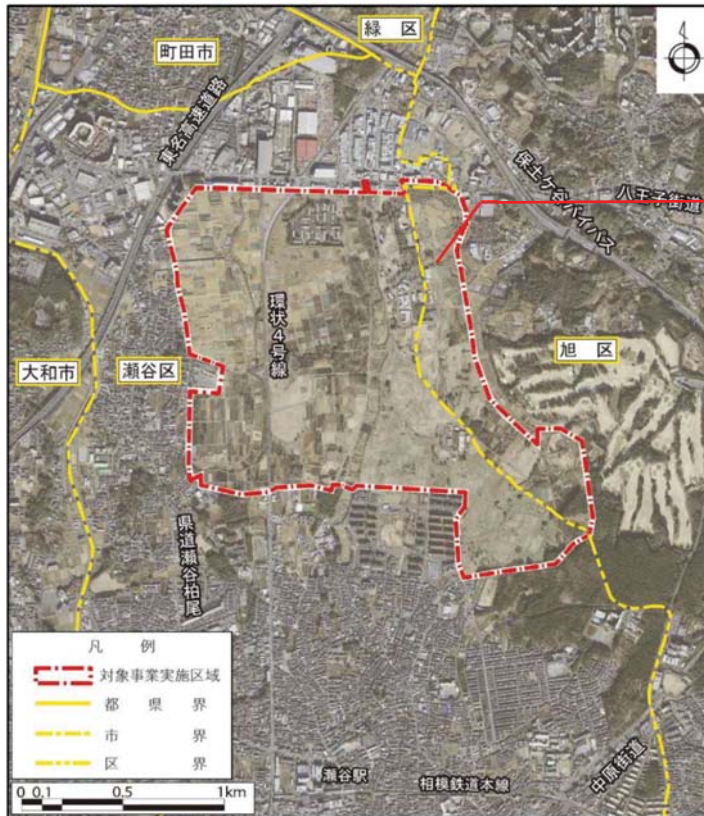 緑 区
町田市
東名高速道路
保土ケ谷バイパス
八王子街道
環状４号線
旭 区
大和市
瀬谷区
県道瀬谷柏尾
凡 例
対象事業実施区域
都 県 界
市 界
区 界
瀬谷駅
相模鉄道本線
中原街道
0 0.1 0.5 1km